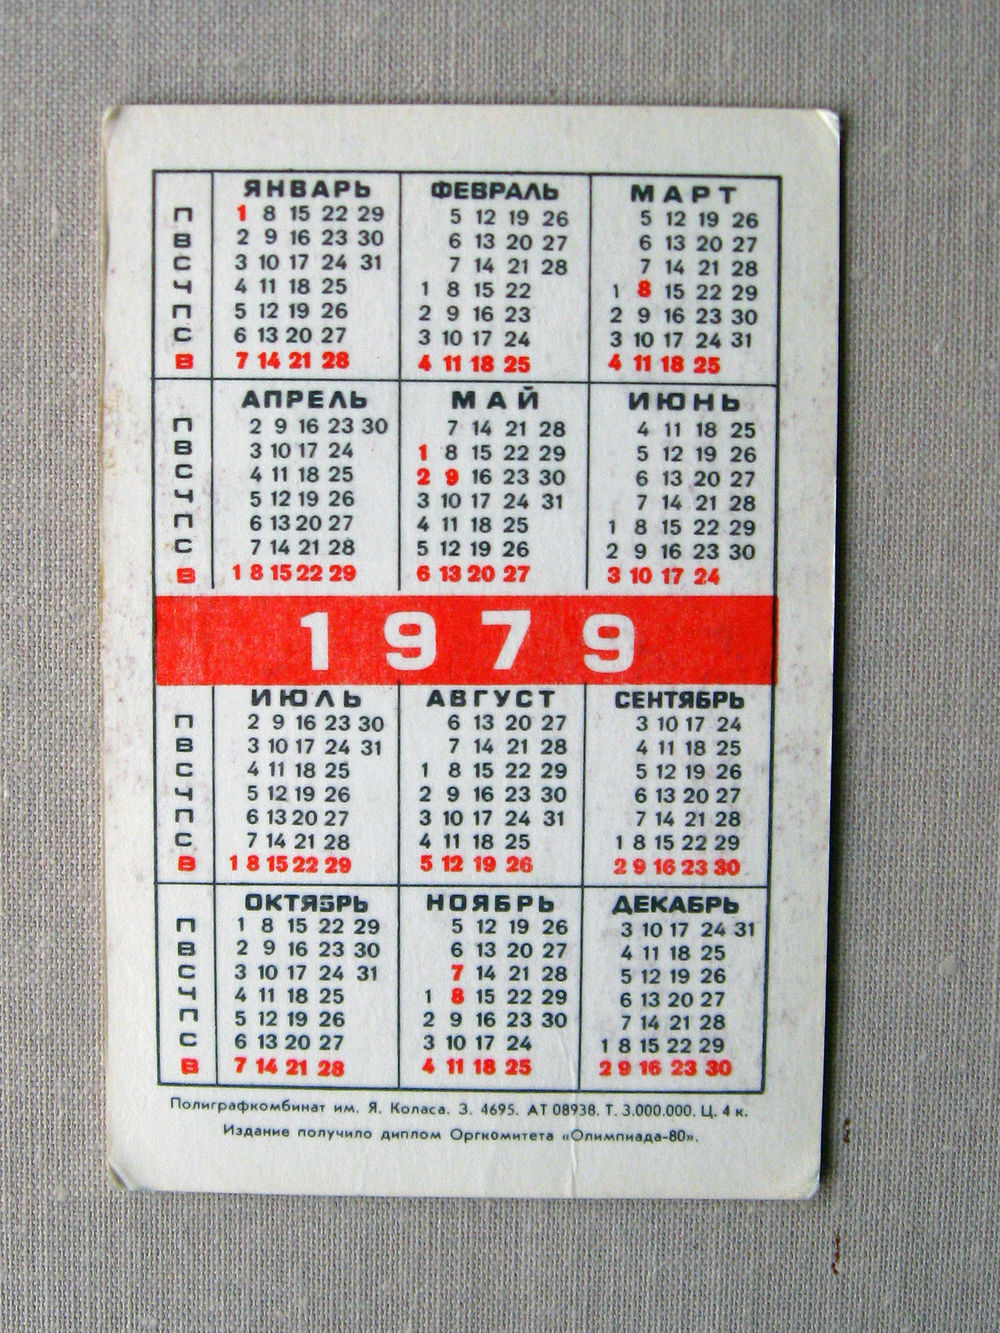 ЯНВАРЬ ФЕВРАЛЬ МАРТ
П 1 8 15 22 29 5 12 19 26 5 12 19 26
В 2 9 16 23 30 6 13 20 27 6 13 20 27
С 3 10 17 24 31 7 14 21 28 7 14 21 28
Ч 4 11 18 25 1 8 15 22 1 8 15 22 29
П 5 12 19 26 2 9 16 23 2 9 16 23 30
С 6 13 20 27 3 10 17 24 3 10 17 24 31
В 7 14 21 28 4 11 18 25 4 11 18 25
АПРЕЛЬ МАЙ ИЮНЬ
П 2 9 16 23 30 7 14 21 28 4 11 18 25
В 3 10 17 24 1 8 15 22 29 5 12 19 26
С 4 11 18 25 2 9 16 23 30 6 13 20 27
Ч 5 12 19 26 3 10 17 24 31 7 14 21 28
П 6 13 20 27 4 11 18 25 1 8 15 22 29
С 7 14 21 28 5 12 19 26 2 9 16 23 30
В 1 8 15 22 29 6 13 20 27 3 10 17 24
1979
ИЮЛЬ АВГУСТ СЕНТЯБРЬ
П 2 9 16 23 30 6 13 20 27 3 10 17 24
В 3 10 17 24 31 7 14 21 28 4 11 18 25
С 4 11 18 25 1 8 15 22 29 5 12 19 26
Ч 5 12 19 26 2 9 16 23 30 6 13 20 27
П 6 13 20 27 3 10 17 24 31 7 14 21 28
С 7 14 21 28 4 11 18 25 1 8 15 22 29
В 1 8 15 22 29 5 12 19 26 2 9 16 23 30
ОКТЯБРЬ НОЯБРЬ ДЕКАБРЬ
П 1 8 15 22 29 5 12 19 26 3 10 17 24 31
В 2 9 16 23 30 6 13 20 27 4 11 18 25
С 3 10 17 24 31 7 14 21 28 5 12 19 26
Ч 4 11 18 25 1 8 15 22 29 6 13 20 27
П 5 12 19 26 2 9 16 23 30 7 14 21 28
С 6 13 20 27 3 10 17 24 1 8 15 22 29
В 7 14 21 28 4 11 18 25 2 9 16 23 30
Полиграфкомбинат им. Я. Коласа. З. 4695. АТ 08938. Т. 3.000.000. Ц. 4 к.
Издание получило диплом Оргкомитета «Олимпиада-80».